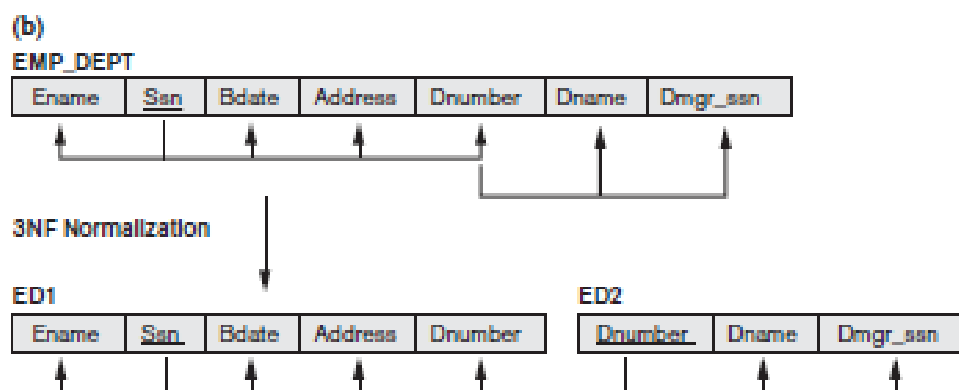 (b)
EMP_DEPT
Ename Ssn Bdate Address Dnumber Dname Dmgr_ssn
3NF Normalization
ED1 ED2
Ename Ssn Bdate Address Dnumber Dnumber Dname Dmgr_ssn